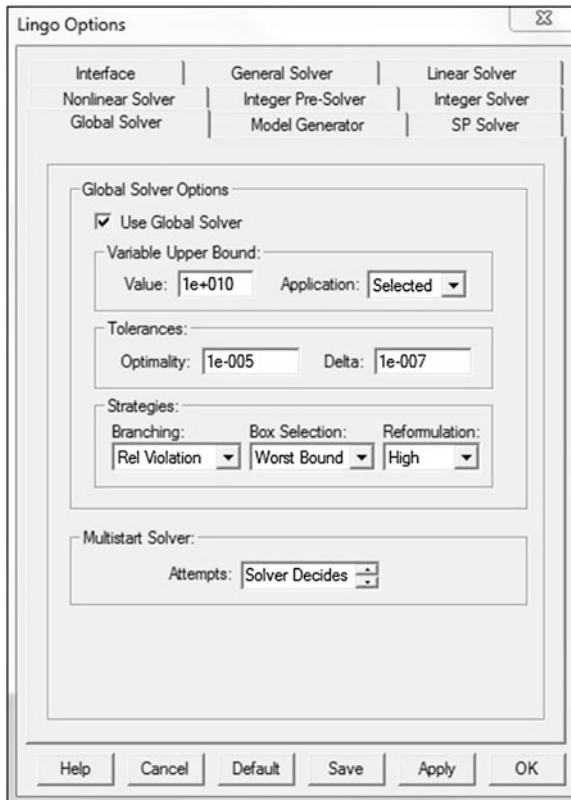 Lingo Options
Interface General Solver Linear Solver
Nonlinear Solver Integer Pre-Solver Integer Solver
Global Solver Model Generator SP Solver
Global Solver Options
Use Global Solver
Variable Upper Bound:
Value: 1e+010 Application: Selected
Tolerances:
Optimality: 1e-005 Delta: 1e-007
Strategies:
Branching: Box Selection: Reformulation:
Rel Violation Worst Bound High
Multistart Solver:
Attempts: Solver Decides
Help Cancel Default Save Apply OK